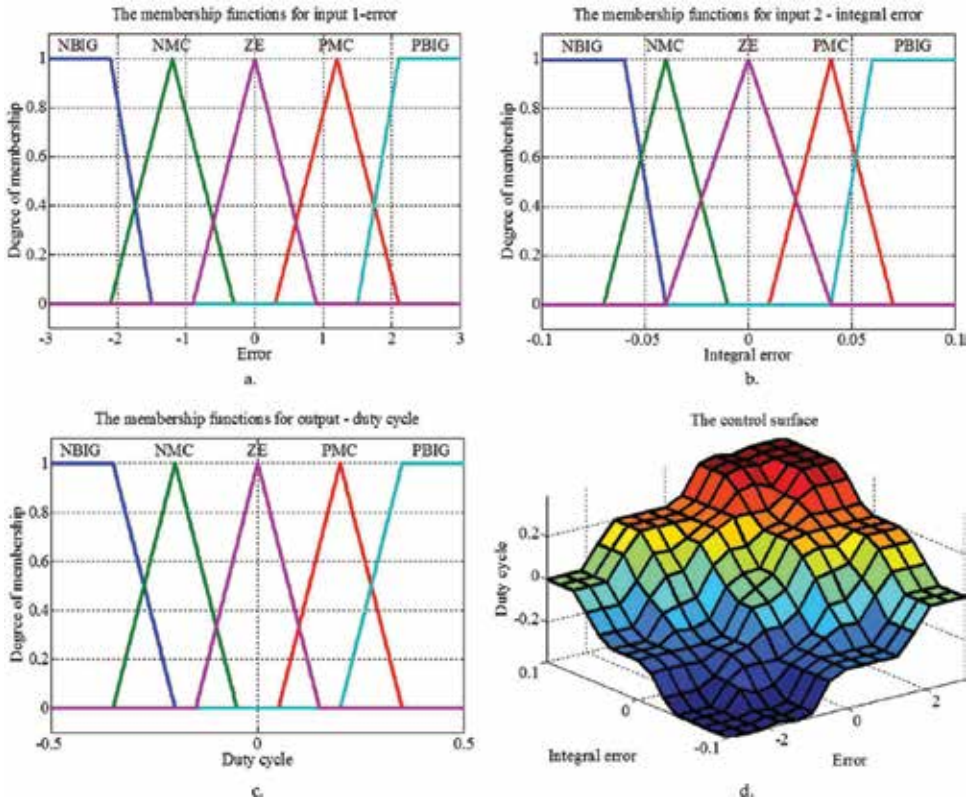 The membership functions for input 1-error
NBIG NMC ZE PMC PBIG
1
0.8
0.6
0.4
0.2
0
Degree of membership
-3 -2 -1 0 1 2 3
Error
a.
The membership functions for input 2 - integral error
NBIG NMC ZE PMC PBIG
1
0.8
0.6
0.4
0.2
0
Degree of membership
-0.1 -0.05 0 0.05 0.1
Integral error
b.
The membership functions for output - duty cycle
NBIG NMC ZE PMC PBIG
1
0.8
0.6
0.4
0.2
0
Degree of membership
-0.5 0 0.5
Duty cycle
c.
The control surface
0.2
0
-0.2
Duty cycle
0.1
0
-0.1
Integral error
-2
0
2
Error
d.